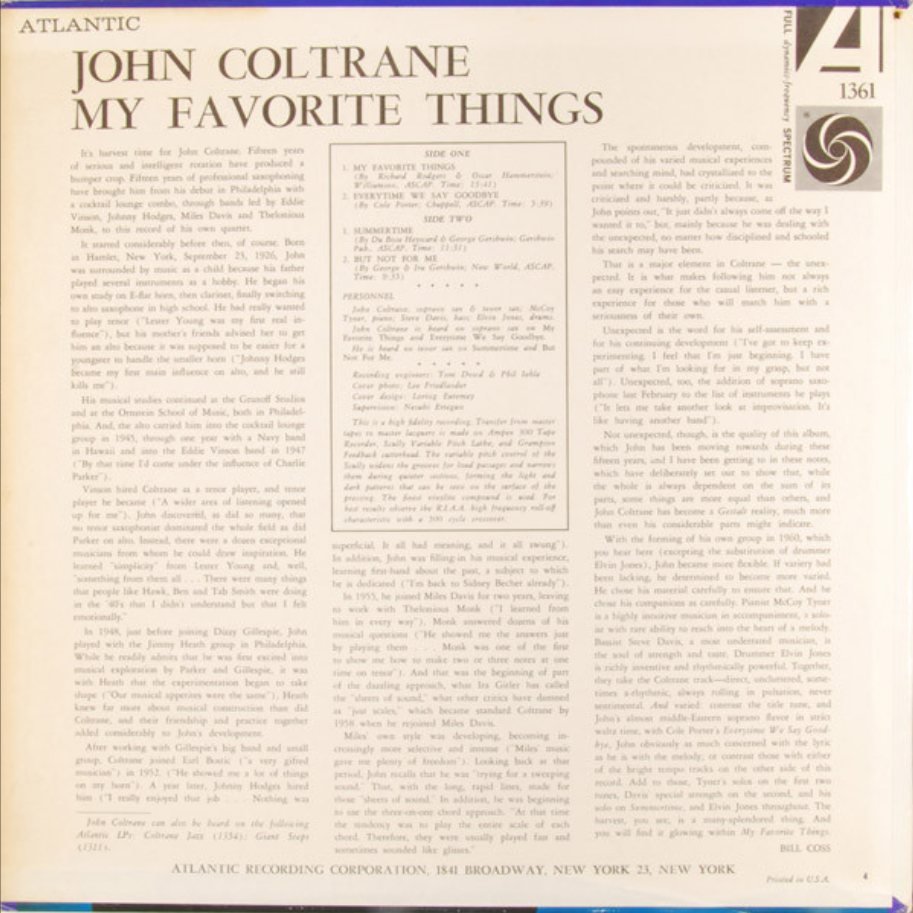 ATLANTIC
JOHN COLTRANE
MY FAVORITE THINGS
FULL dynamics-frequency SPECTRUM
A
1361
It's harvest time for John Coltrane. Fifteen years
of serious and intelligent rotation have produced a
bumper crop. Fifteen years of professional saxophoning
have brought him from his debut in Philadelphia with
a cocktail lounge combo, through bands led by Eddie
Vinson, Johnny Hodges, Miles Davis and Thelonious
Monk, to this record of his own quartet.
It started considerably before then, of course. Born
in Hamlet, New York, September 23, 1926, John
was surrounded by music as a child because his father
played several instruments as a hobby. He began his
own study on E-flat horn, then clarinet, finally switching
to alto saxophone in high school. He had really wanted
to play tenor ("Lester Young was my first real in-
fluence"), but his mother's friends advised her to get
him an alto because it was supposed to be easier for a
youngster to handle the smaller horn ("Johnny Hodges
became my first main influence on alto, and he still
kills me").
His musical studies continued at the Granoff Studios
and at the Ornstein School of Music, both in Philadel-
phia. And, the alto carried him into the cocktail lounge
group in 1945, through one year with a Navy band
in Hawaii and into the Eddie Vinson band in 1947
("By that time I'd come under the influence of Charlie
Parker").
Vinson hired Coltrane as a tenor player, and tenor
player he became ("A wider area of listening opened
up for me"). John discovered, as did so many, that
no tenor saxophonist dominated the whole field as did
Parker on alto. Instead, there were a dozen exceptional
musicians from whom he could draw inspiration. He
learned "simplicity" from Lester Young and, well,
"something from them all . . . There were many things
that people like Hawk, Ben and Tab Smith were doing
in the '40's that I didn't understand but that I felt
emotionally."
In 1948, just before joining Dizzy Gillespie, John
played with the Jimmy Heath group in Philadelphia.
While he readily admits that he was first excited into
musical exploration by Parker and Gillespie, it was
with Heath that the experimentation began to take
shape ("Our musical appetites were the same"). Heath
knew far more about musical construction than did
Coltrane, and their friendship and practice together
added considerably to John's development.
After working with Gillespie's big band and small
group, Coltrane joined Earl Bostic ("a very gifted
musician") in 1952. ("He showed me a lot of things
on my horn"). A year later, Johnny Hodges hired
him ("I really enjoyed that job . . . Nothing was
John Coltrane can also be heard on the following
Atlantic LPs: Coltrane Jazz (1354); Giant Steps
(1311).
SIDE ONE
1. MY FAVORITE THINGS
(By Richard Rodgers & Oscar Hammerstein;
Williamson, ASCAP. Time: 13:41)
2. EVERYTIME WE SAY GOODBYE
(By Cole Porter; Chappell, ASCAP. Time: 5:39)
SIDE TWO
1. SUMMERTIME
(By Du Bose Heyward & George Gershwin; Gershwin
Pub., ASCAP. Time: 11:31)
2. BUT NOT FOR ME
(By George & Ira Gershwin; New World, ASCAP.
Time: 9:35)
PERSONNEL
John Coltrane, soprano sax & tenor sax; McCoy
Tyner, piano; Steve Davis, bass; Elvin Jones, drums.
John Coltrane is heard on soprano sax on My
Favorite Things and Everytime We Say Goodbye.
He is heard on tenor sax on Summertime and But
Not For Me.
Recording engineers: Tom Dowd & Phil Iehle
Cover photo: Lee Friedlander
Cover design: Loring Eutemey
Supervision: Nesuhi Ertegun
This is a high fidelity recording. Transfer from master
tapes to master lacquers is made on Ampex 300 Tape
Recorder, Scully Variable Pitch Lathe, and Grampian
Feedback cutterhead. The variable pitch control of the
Scully widens the grooves for loud passages and narrows
them during quieter sections, forming the light and
dark patterns that can be seen on the surface of the
pressing. The finest vinylite compound is used. For
best results observe the R.I.A.A. high frequency roll-off
characteristic with a 500 cycle crossover.
superficial. It all had meaning, and it all swung").
In addition, John was filling-in his musical experience,
learning first-hand about the past, a subject to which
he is dedicated ("I'm back to Sidney Bechet already").
In 1955, he joined Miles Davis for two years, leaving
to work with Thelonious Monk ("I learned from
him in every way"). Monk answered dozens of his
musical questions ("He showed me the answers just
by playing them . . . Monk was one of the first
to show me how to make two or three notes at one
time on tenor"). And that was the beginning of part
of the dazzling approach, what Ira Gitler has called
the "sheets of sound," what other critics have damned
as "just scales," which became standard Coltrane by
1958 when he rejoined Miles Davis.
Miles' own style was developing, becoming in-
creasingly more selective and intense ("Miles' music
gave me plenty of freedom"). Looking back at that
period, John recalls that he was "trying for a sweeping
sound." That, with the long, rapid lines, made for
those "sheets of sound." In addition, he was beginning
to use the three-on-one chord approach. "At that time
the tendency was to play the entire scale of each
chord. Therefore, they were usually played fast and
sometimes sounded like glisses."
The spontaneous development, com-
pounded of his varied musical experiences
and searching mind, had crystallized to the
point where it could be criticized. It was
criticized and harshly, partly because, as
John points out, "It just didn't always come off the way I
wanted it to," but, mainly because he was dealing with
the unexpected, no matter how disciplined and schooled
his search may have been.
That is a major element in Coltrane — the unex-
pected. It is what makes following him not always
an easy experience for the casual listener, but a rich
experience for those who will match him with a
seriousness of their own.
Unexpected is the word for his self-assessment and
for his continuing development ("I've got to keep ex-
perimenting. I feel that I'm just beginning. I have
part of what I'm looking for in my grasp, but not
all"). Unexpected, too, the addition of soprano saxo-
phone last February to the list of instruments he plays
("It lets me take another look at improvisation. It's
like having another hand").
Not unexpected, though, is the quality of this album,
which John has been moving towards during these
fifteen years, and I have been getting to in these notes,
which have deliberately set out to show that, while
the whole is always dependent on the sum of its
parts, some things are more equal than others, and
John Coltrane has become a Gestalt reality, much more
than even his considerable parts might indicate.
With the forming of his own group in 1960, which
you hear here (excepting the substitution of drummer
Elvin Jones), John became more flexible. If variety had
been lacking, he determined to become more varied.
He chose his material carefully to ensure that. And he
chose his companions as carefully. Pianist McCoy Tyner
is a highly intuitive musician in accompaniment, a solo-
ist with rare ability to reach into the heart of a melody.
Bassist Steve Davis, a most underrated musician, is
the soul of strength and taste. Drummer Elvin Jones
is richly inventive and rhythmically powerful. Together,
they take the Coltrane track—direct, uncluttered, some-
times a-rhythmic, always rolling in pulsation, never
sentimental. And varied: contrast the title tune, and
John's almost middle-Eastern soprano flavor in strict
waltz time, with Cole Porter's Everytime We Say Good-
bye, John obviously as much concerned with the lyric
as he is with the melody, or contrast those with either
of the bright tempo tracks on the other side of this
record. Add to those, Tyner's solos on the first two
tunes, Davis' special strength on the second, and his
solo on Summertime, and Elvin Jones throughout. The
harvest, you see, is a many-splendored thing. And
you will find it glowing within My Favorite Things.
BILL COSS
ATLANTIC RECORDING CORPORATION, 1841 BROADWAY, NEW YORK 23, NEW YORK
Printed in U.S.A.
4